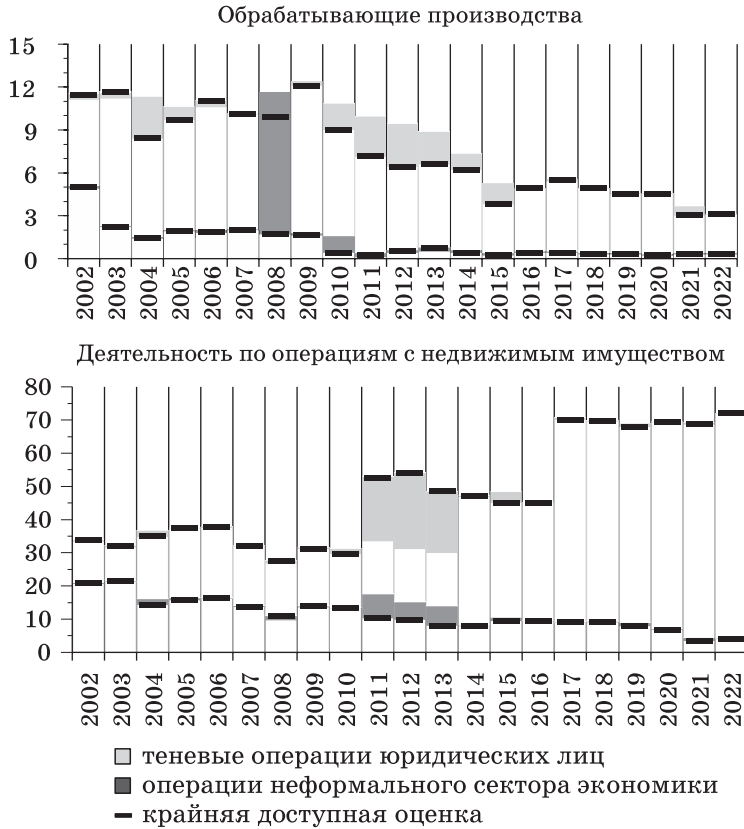 Обрабатывающие производства
15
12
9
6
3
0
2002 2003 2004 2005 2006 2007 2008 2009 2010 2011 2012 2013 2014 2015 2016 2017 2018 2019 2020 2021 2022
Деятельность по операциям с недвижимым имуществом
80
70
60
50
40
30
20
10
0
2002 2003 2004 2005 2006 2007 2008 2009 2010 2011 2012 2013 2014 2015 2016 2017 2018 2019 2020 2021 2022
теневые операции юридических лиц
операции неформального сектора экономики
крайняя доступная оценка